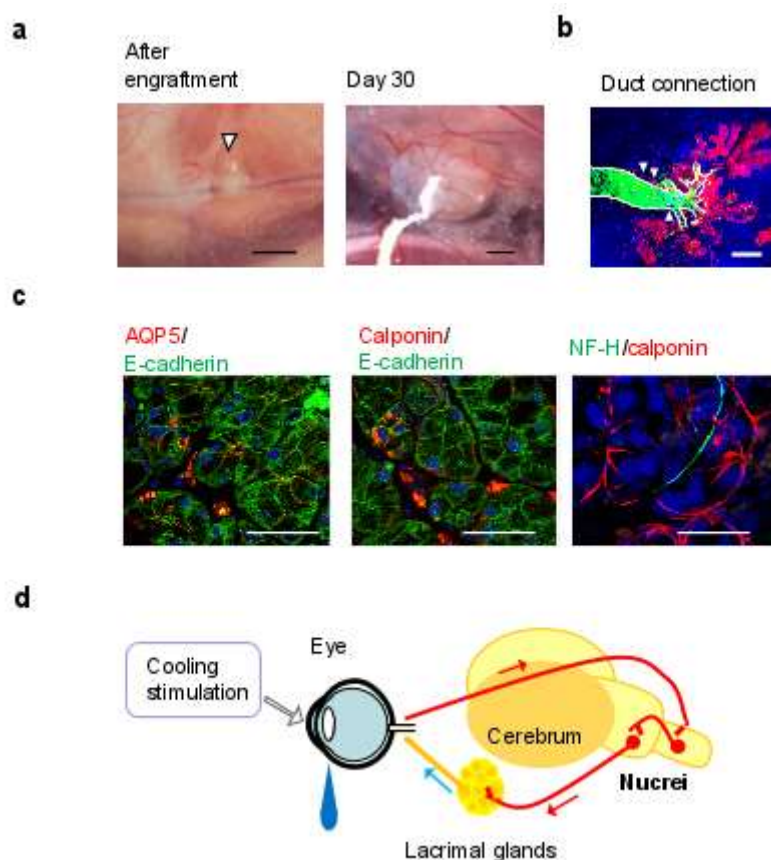 a
After
engraftment
Day 30
b
Duct connection
c
AQP5/
E-cadherin
Calponin/
E-cadherin
NF-H/calponin
d
Cooling
stimulation
Eye
Cerebrum
Nucrei
Lacrimal glands